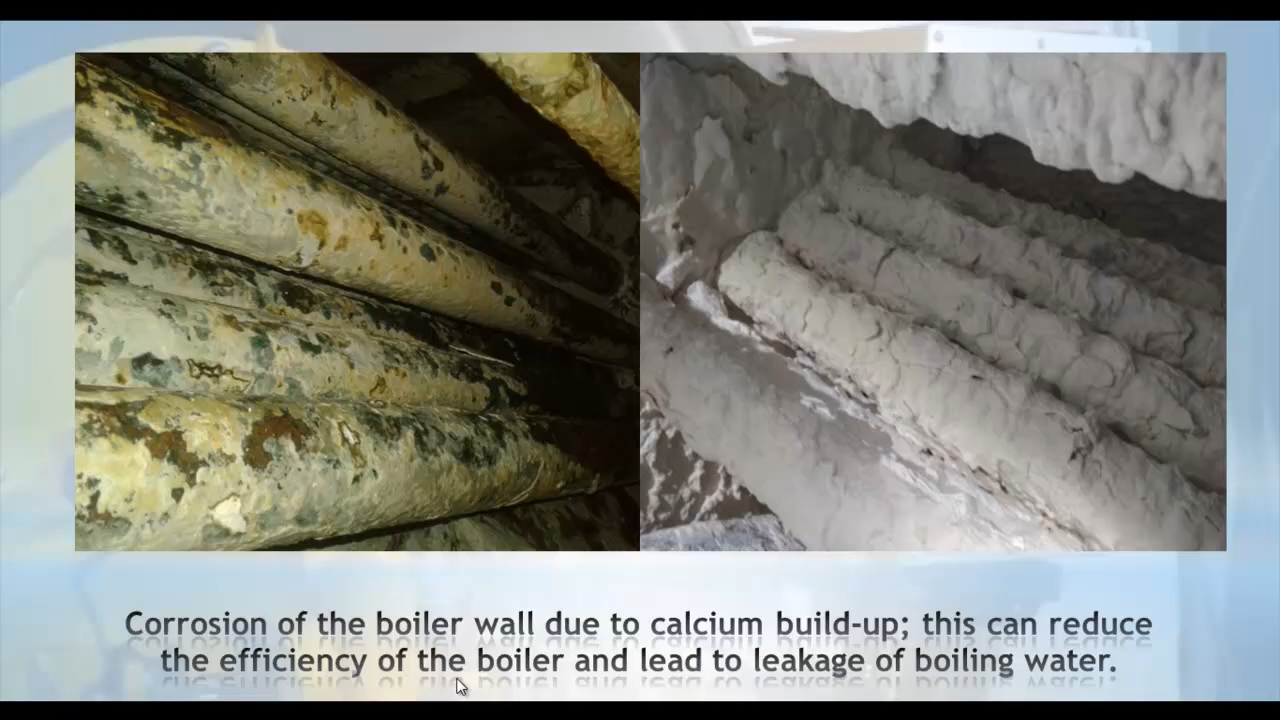 Corrosion of the boiler wall due to calcium build-up; this can reduce
the efficiency of the boiler and lead to leakage of boiling water.